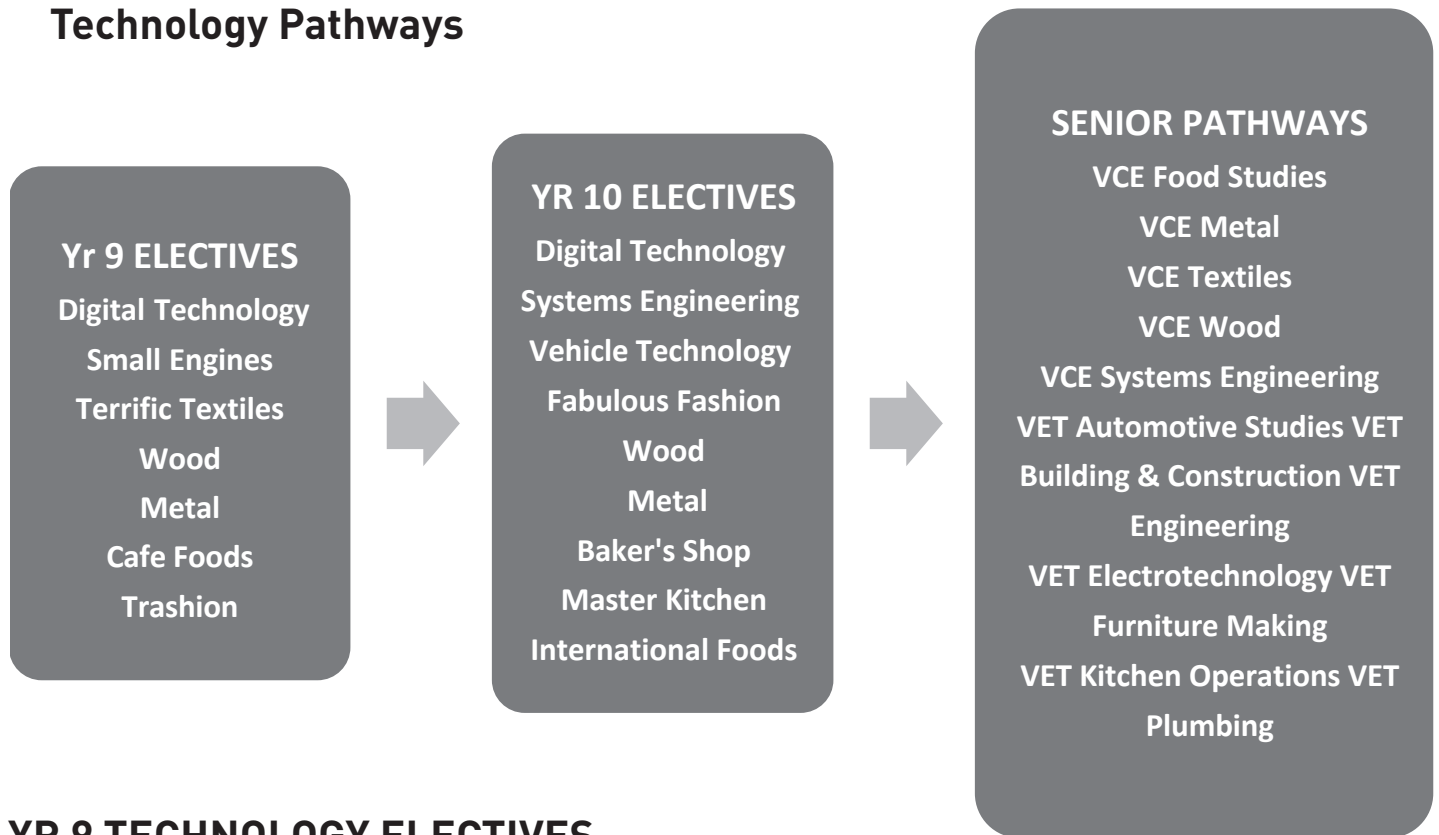 Technology Pathways
Yr 9 ELECTIVES
Digital Technology
Small Engines
Terrific Textiles
Wood
Metal
Cafe Foods
Trashion
YR 10 ELECTIVES
Digital Technology
Systems Engineering
Vehicle Technology
Fabulous Fashion
Wood
Metal
Baker's Shop
Master Kitchen
International Foods
SENIOR PATHWAYS
VCE Food Studies
VCE Metal
VCE Textiles
VCE Wood
VCE Systems Engineering
VET Automotive Studies VET
Building & Construction VET
Engineering
VET Electrotechnology VET
Furniture Making
VET Kitchen Operations VET
Plumbing
TECHNOLOGY ELECTIVES